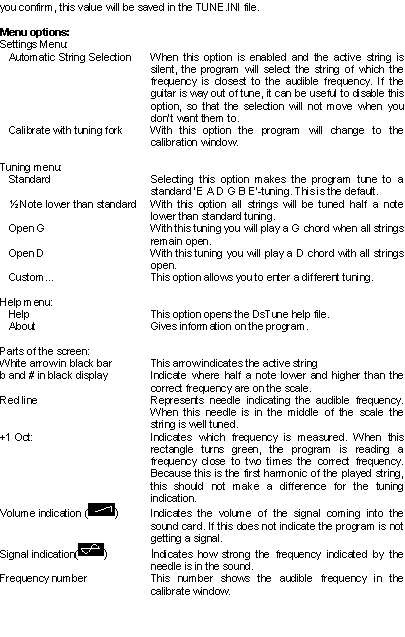 you confirm, this value will be saved in the TUNE.INI file.
Menu options:
Settings Menu:
Automatic String Selection When this option is enabled and the active string is
silent, the program will select the string of which the
frequency is closest to the audible frequency. If the
guitar is way out of tune, it can be useful to disable this
option, so that the selection will not move when you
don't want them to.
Calibrate with tuning fork With this option the program will change to the
calibration window.
Tuning menu:
Standard Selecting this option makes the program tune to a
standard 'E A D G B E'-tuning. This is the default.
½ Note lower than standard With this option all strings will be tuned half a note
lower than standard tuning.
Open G With this tuning you will play a G chord when all strings
remain open.
Open D With this tuning you will play a D chord with all strings
open.
Custom... This option allows you to enter a different tuning.
Help menu:
Help This option opens the DsTune help file.
About Gives information on the program.
Parts of the screen:
White arrow in black bar This arrow indicates the active string
b and # in black display Indicate where half a note lower and higher than the
correct frequency are on the scale.
Red line Represents needle indicating the audible frequency.
When this needle is in the middle of the scale the
string is well tuned.
+1 Oct: Indicates which frequency is measured. When this
rectangle turns green, the program is reading a
frequency close to two times the correct frequency.
Because this is the first harmonic of the played string,
this should not make a difference for the tuning
indication.
Volume indication ( ) Indicates the volume of the signal coming into the
sound card. If this does not indicate the program is not
getting a signal.
Signal indication( ) Indicates how strong the frequency indicated by the
needle is in the sound.
Frequency number This number shows the audible frequency in the
calibrate window.